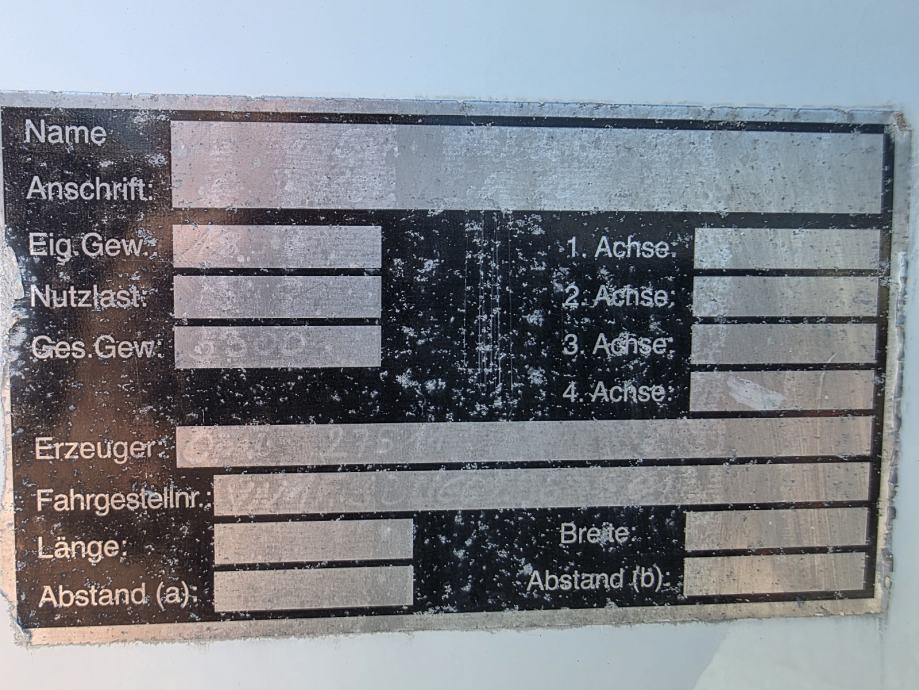 Name
Anschrift:
Eig.Gew.
1. Achse:
Nutzlast:
2. Achse:
Ges.Gew: 3500
3. Achse:
4. Achse
Erzeuger:
Fahrgestellnr.:
Länge:
Breite
Abstand (a):
Abstand (b):